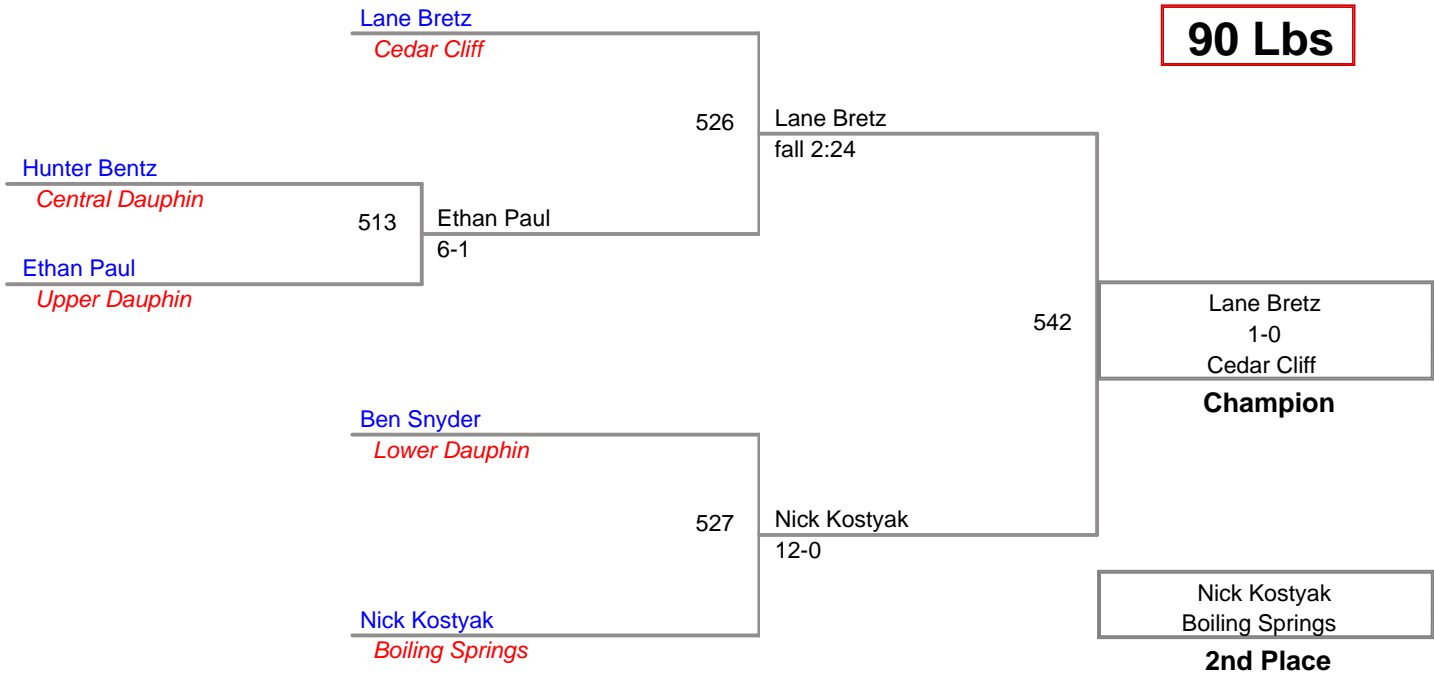 Lane Bretz
Cedar Cliff
90 Lbs
526
Lane Bretz
fall 2:24
Hunter Bentz
Central Dauphin
513
Ethan Paul
6-1
Ethan Paul
Upper Dauphin
542
Lane Bretz
1-0
Cedar Cliff
Champion
Ben Snyder
Lower Dauphin
527
Nick Kostyak
12-0
Nick Kostyak
Boiling Springs
Nick Kostyak
Boiling Springs
2nd Place